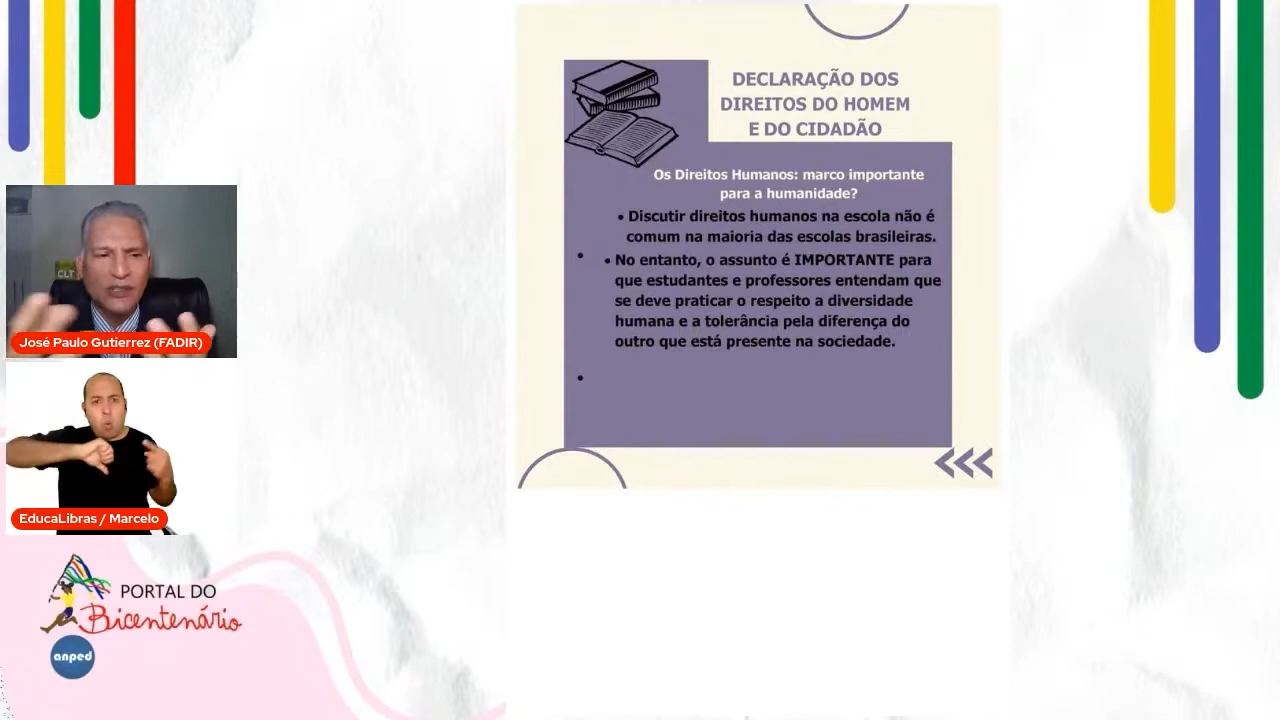 DECLARAÇÃO DOS
DIREITOS DO HOMEM
E DO CIDADÃO
Os Direitos Humanos: marco importante
para a humanidade?
• Discutir direitos humanos na escola não é
comum na maioria das escolas brasileiras.
• No entanto, o assunto é IMPORTANTE para
que estudantes e professores entendam que
se deve praticar o respeito a diversidade
humana e a tolerância pela diferença do
outro que está presente na sociedade.
CLT
José Paulo Gutierrez (FADIR)
EducaLibras / Marcelo
PORTAL DO
Bicentenário
anped